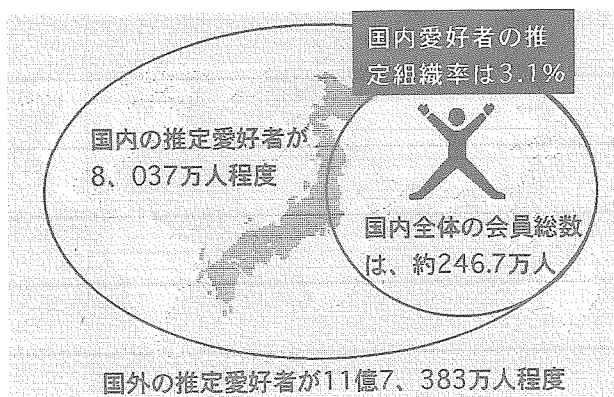 国内愛好者の推
定組織率は3.1%
国内の推定愛好者が
8、037万人程度
国内全体の会員総数
は、約246.7万人
国外の推定愛好者が11億7、383万人程度